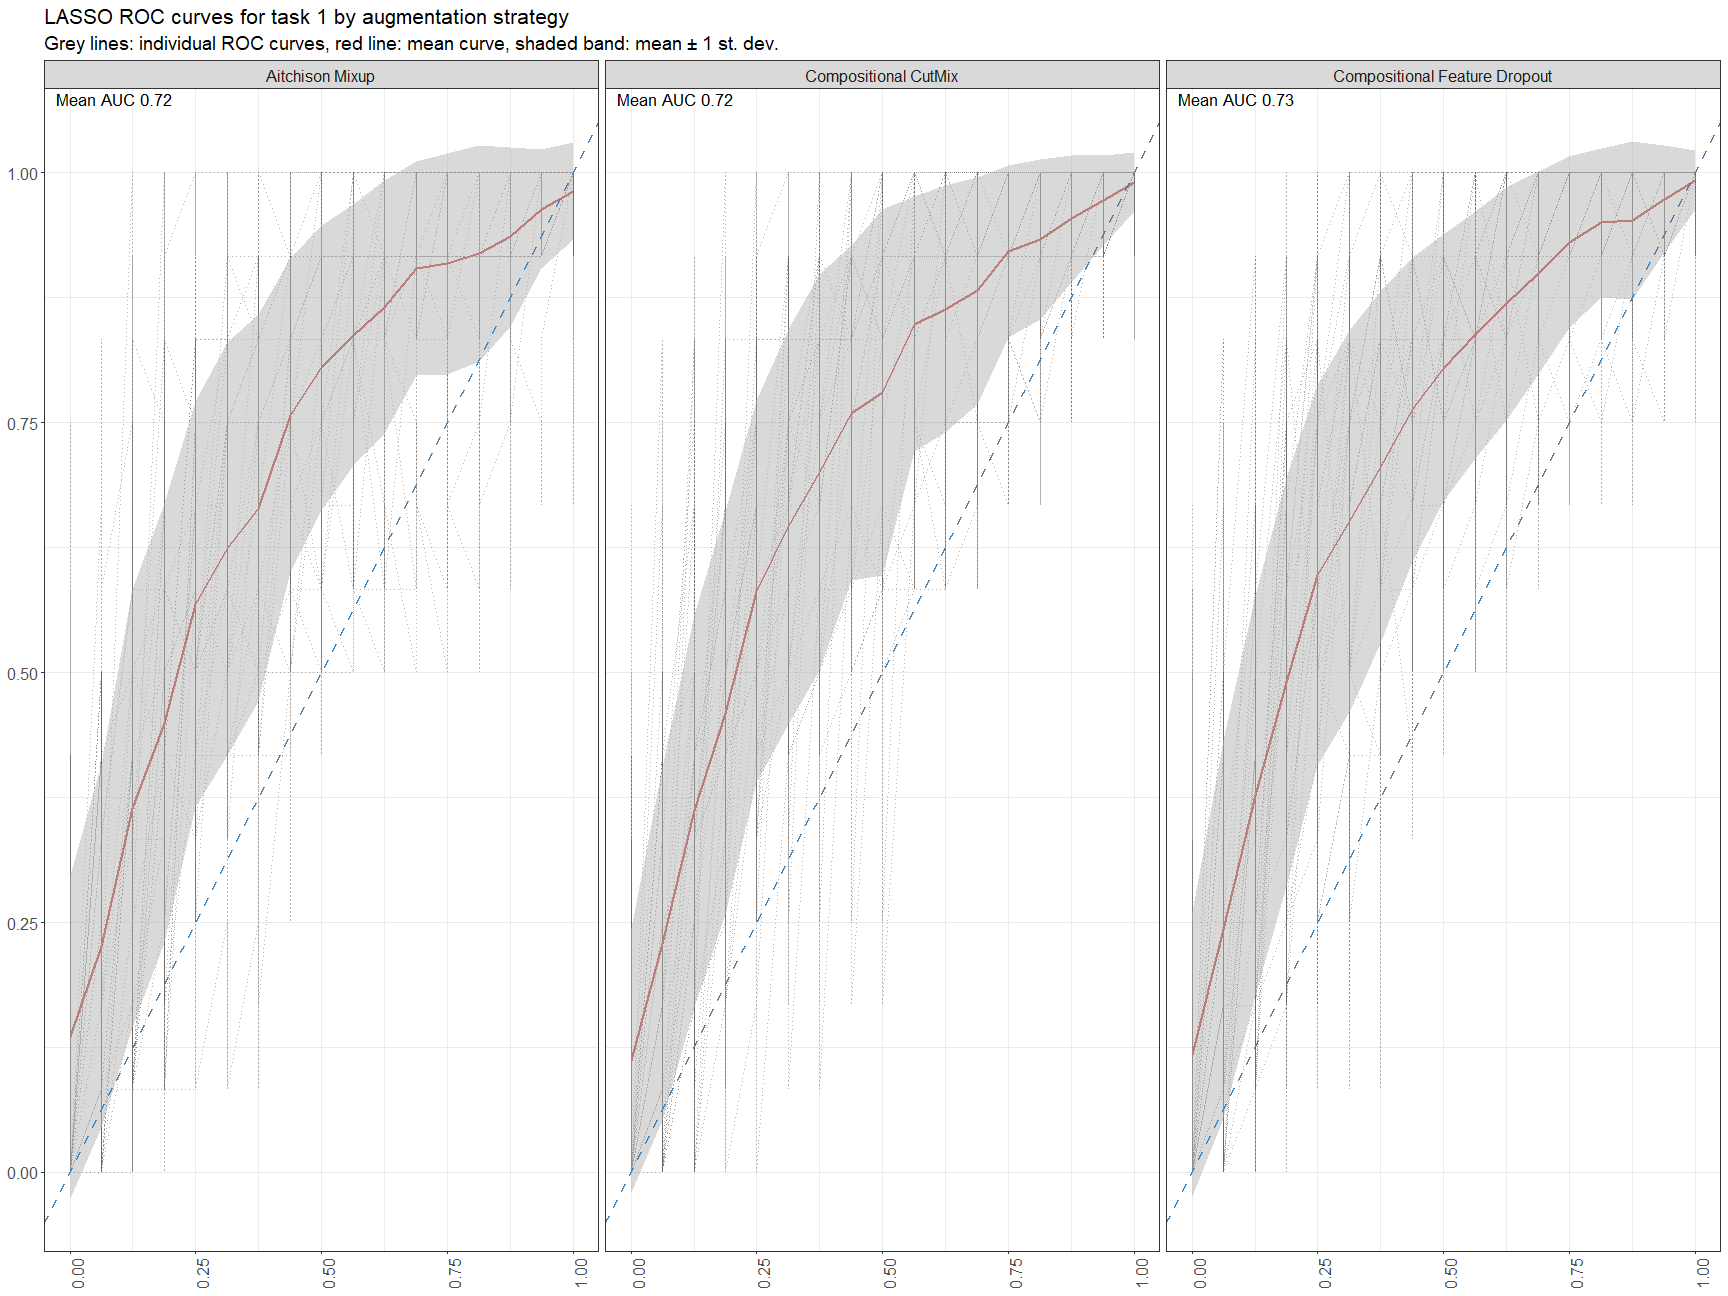 LASSO ROC curves for task 1 by augmentation strategy
Grey lines: individual ROC curves, red line: mean curve, shaded band: mean ± 1 st. dev.
Aitchison Mixup
Compositional CutMix
Compositional Feature Dropout
Mean AUC 0.72
Mean AUC 0.72
Mean AUC 0.73
1.00
0.75
0.50
0.25
0.00
0.00 0.25 0.50 0.75 1.00
0.00 0.25 0.50 0.75 1.00
0.00 0.25 0.50 0.75 1.00